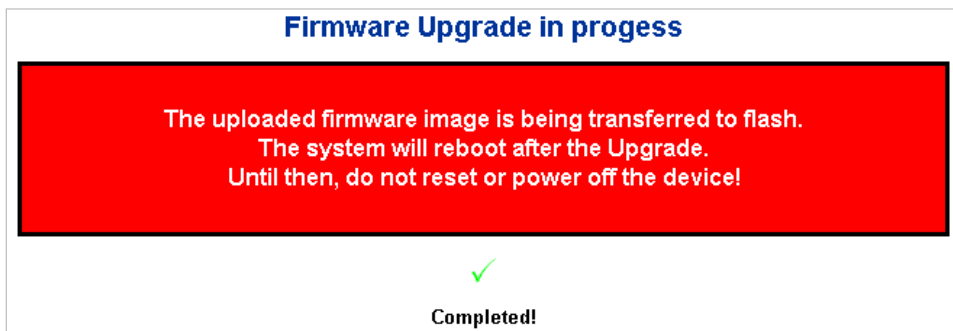 Firmware Upgrade in progess
The uploaded firmware image is being transferred to flash.
The system will reboot after the Upgrade.
Until then, do not reset or power off the device!
Completed!